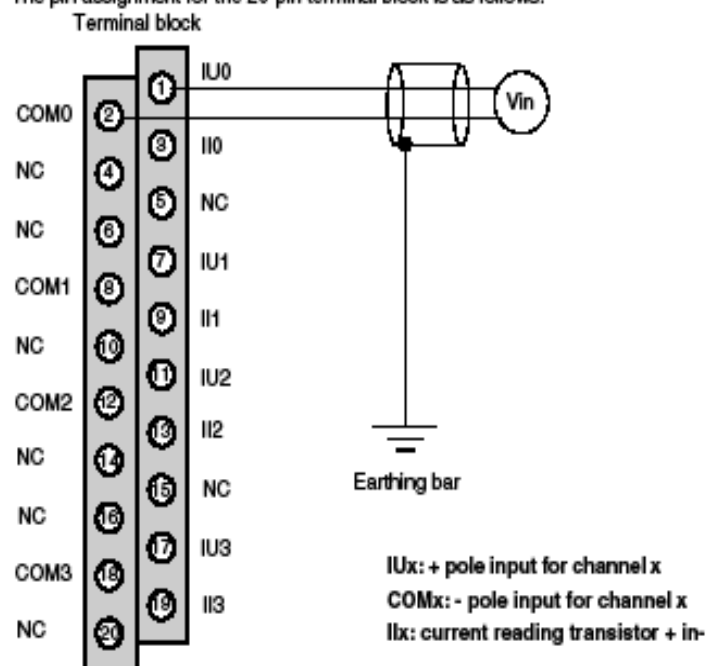 The pin assignment for the 20-pin terminal block is as follows:
Terminal block
IU0
1
Vin
COM0
2
3
II0
NC
4
5
NC
NC
6
7
IU1
COM1
8
9
II1
NC
10
11
IU2
COM2
12
13
II2
NC
14
15
NC
Earthing bar
NC
16
17
IU3
IUx: + pole input for channel x
COM3
18
COMx: - pole input for channel x
19
II3
NC
20
IIx: current reading transistor + in-